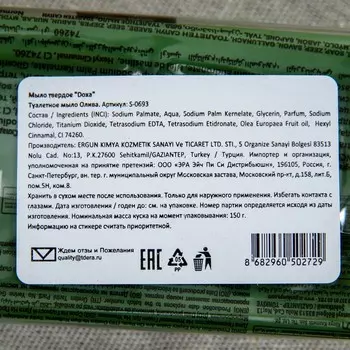 Мыло твердое "Doxa"
Туалетное мыло Олива. Артикул: S-0693
Состав / Ingredients (INCI): Sodium Palmate, Aqua, Sodium Palm Kernelate, Glycerin, Parfum, Sodium
Chloride, Titanium Dioxide, Tetrasodium EDTA, Tetrasodium Etidronate, Olea Europaea Fruit oil, Hexyl
Cinnamal, CI 74260.
Производитель: ERGUN KIMYA KOZMETIK SANAYI Ve TICARET LTD. STI., 5 Organize Sanayi Bolgesi 83513
Nolu Cad. No:13, P.K.27600 Sehitkamil/GAZIANTEP, Turkey / Турция. Импортер и организация,
уполномоченная на принятие претензий: ООО «ЭРА Эйч Пи Си Дистрибьюшн», 196105, Россия, г.
Санкт-Петербург, вн. тер. г. муниципальный округ Московская застава, Московский пр-кт, д.158, лит.Б,
пом.5Н, ком.8.
Хранить в сухом месте после использования. Только для наружного применения. Избегать контакта с
глазами. Дата изготовления / годен до: см. на упаковке. Номер партии определяется исходя из даты
изготовления. Номинальная масса куска на момент упаковывания: 150 г.
Информацию на стикере считать приоритетной.
Ждем отзы и Пожелания
quality@tdera.com
EAC
05
PP
8 682960 502729
74260.